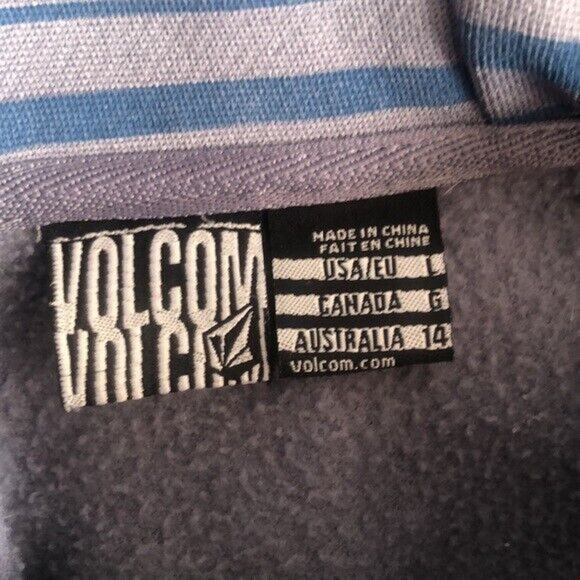 VOLCOM
VOLCOM
MADE IN CHINA
FAIT EN CHINE
USA/EU L
CANADA G
AUSTRALIA 14
volcom.com